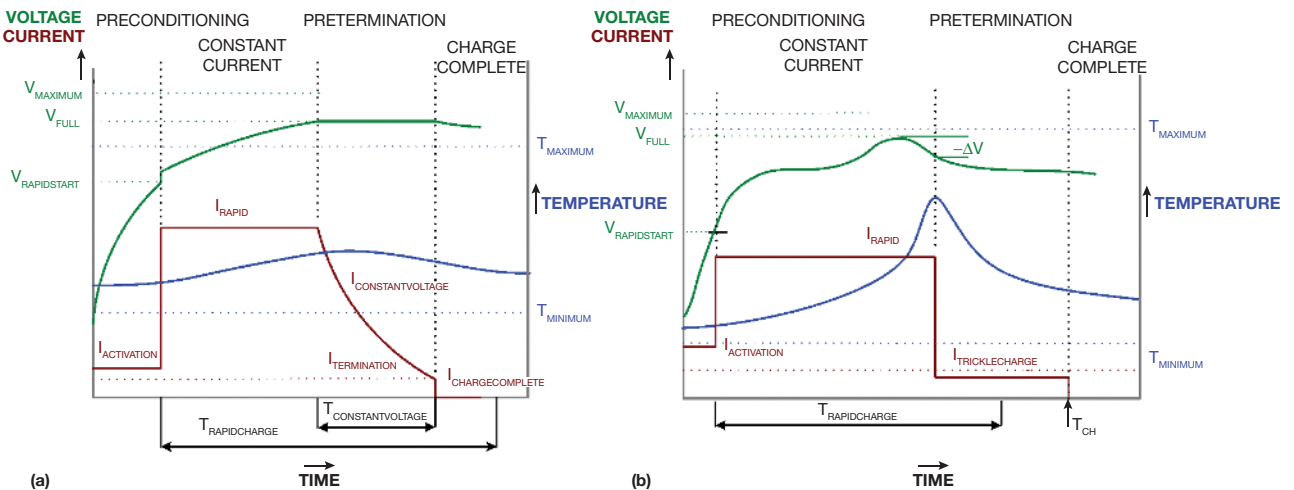 VOLTAGE
CURRENT
PRECONDITIONING
PRETERMINATION
CONSTANT
CURRENT
CHARGE
COMPLETE
VMAXIMUM
VFULL
TMAXIMUM
VRAPIDSTART
IRAPID
TEMPERATURE
ICONSTANTVOLTAGE
TMINIMUM
IACTIVATION
ITERMINATION
ICHARGECOMPLETE
TCONSTANTVOLTAGE
TRAPIDCHARGE
(a)
TIME
VOLTAGE
CURRENT
PRECONDITIONING
PRETERMINATION
CONSTANT
CURRENT
CHARGE
COMPLETE
VMAXIMUM
TMAXIMUM
VFULL
–ΔV
TEMPERATURE
VRAPIDSTART
IRAPID
IACTIVATION
ITRICKLECHARGE
TMINIMUM
TRAPIDCHARGE
TCH
(b)
TIME